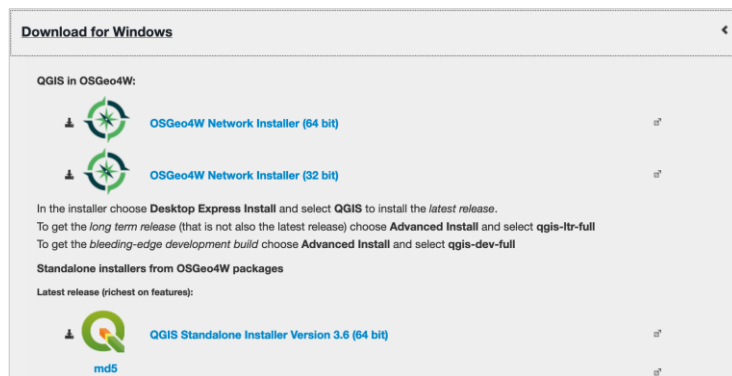 Download for Windows
QGIS in OSGeo4W:
OSGeo4W Network Installer (64 bit)
OSGeo4W Network Installer (32 bit)
In the installer choose Desktop Express Install and select QGIS to install the latest release.
To get the long term release (that is not also the latest release) choose Advanced Install and select qgis-ltr-full
To get the bleeding-edge development build choose Advanced Install and select qgis-dev-full
Standalone installers from OSGeo4W packages
Latest release (richest on features):
QGIS Standalone Installer Version 3.6 (64 bit)
md5